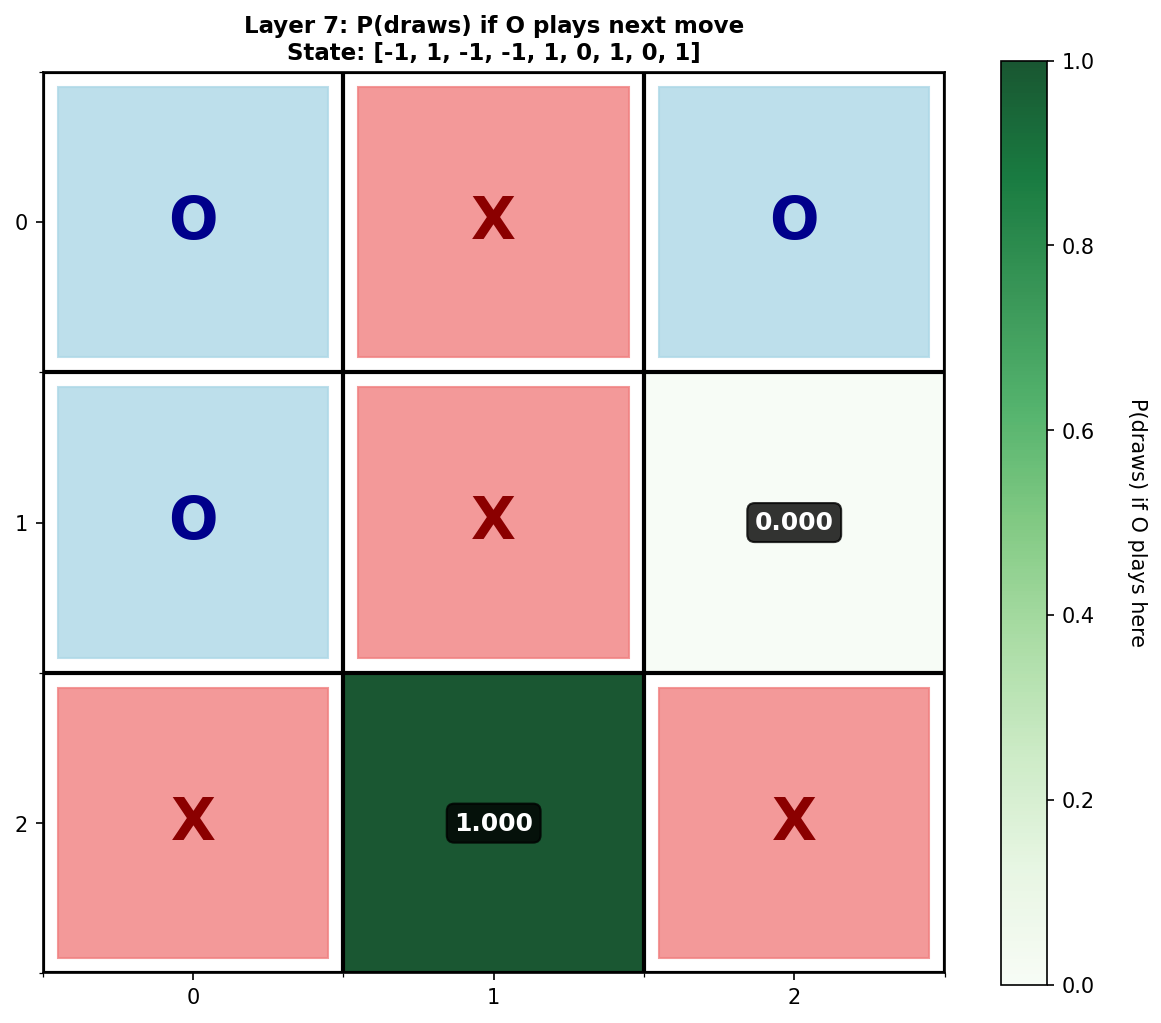 Layer 7: P(draws) if O plays next move
State: [-1, 1, -1, -1, 1, 0, 1, 0, 1]
1.0
0.8
0.6
0.4
0.2
0.0
P(draws) if O plays here
0
O
X
O
1
O
X
0.000
2
X
1.000
X
0
1
2